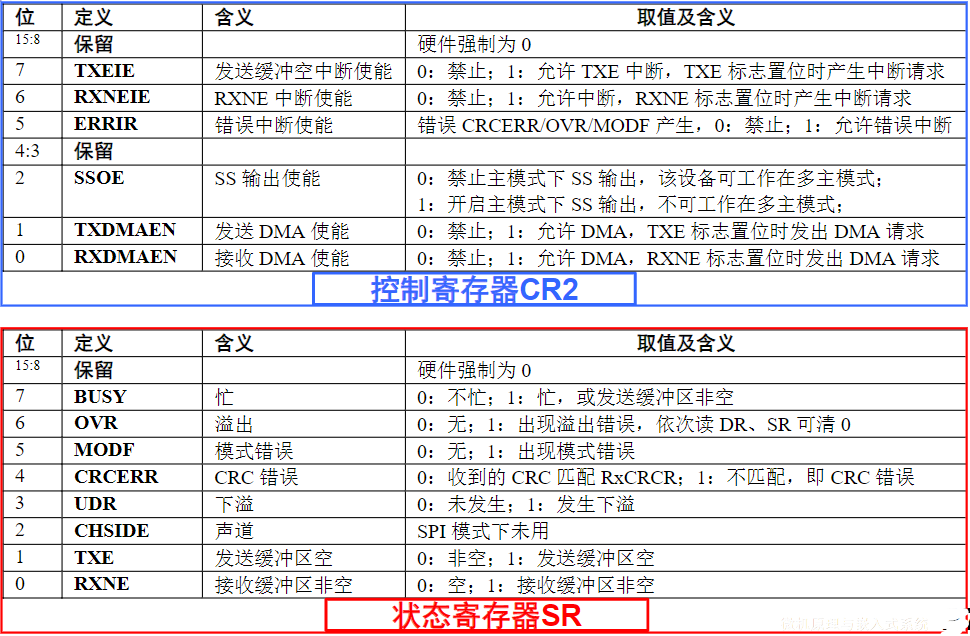 位 定义 含义 取值及含义
15:8 保留 硬件强制为 0
7 TXEIE 发送缓冲空中断使能 0：禁止；1：允许 TXE 中断，TXE 标志置位时产生中断请求
6 RXNEIE RXNE 中断使能 0：禁止；1：允许中断，RXNE 标志置位时产生中断请求
5 ERRIR 错误中断使能 错误 CRCERR/OVR/MODF 产生，0：禁止；1：允许错误中断
4:3 保留
2 SSOE SS 输出使能 0：禁止主模式下 SS 输出，该设备可工作在多主模式；
1：开启主模式下 SS 输出，不可工作在多主模式；
1 TXDMAEN 发送 DMA 使能 0：禁止；1：允许 DMA，TXE 标志置位时发出 DMA 请求
0 RXDMAEN 接收 DMA 使能 0：禁止；1：允许 DMA，RXNE 标志置位时发出 DMA 请求
控制寄存器CR2
位 定义 含义 取值及含义
15:8 保留 硬件强制为 0
7 BUSY 忙 0：不忙；1：忙，或发送缓冲区非空
6 OVR 溢出 0：无；1：出现溢出错误，依次读 DR、SR 可清 0
5 MODF 模式错误 0：无；1：出现模式错误
4 CRCERR CRC 错误 0：收到的 CRC 匹配 RxCRCR；1：不匹配，即 CRC 错误
3 UDR 下溢 0：未发生；1：发生下溢
2 CHSIDE 声道 SPI 模式下未用
1 TXE 发送缓冲区空 0：非空；1：发送缓冲区空
0 RXNE 接收缓冲区非空 0：空；1：接收缓冲区非空
状态寄存器SR